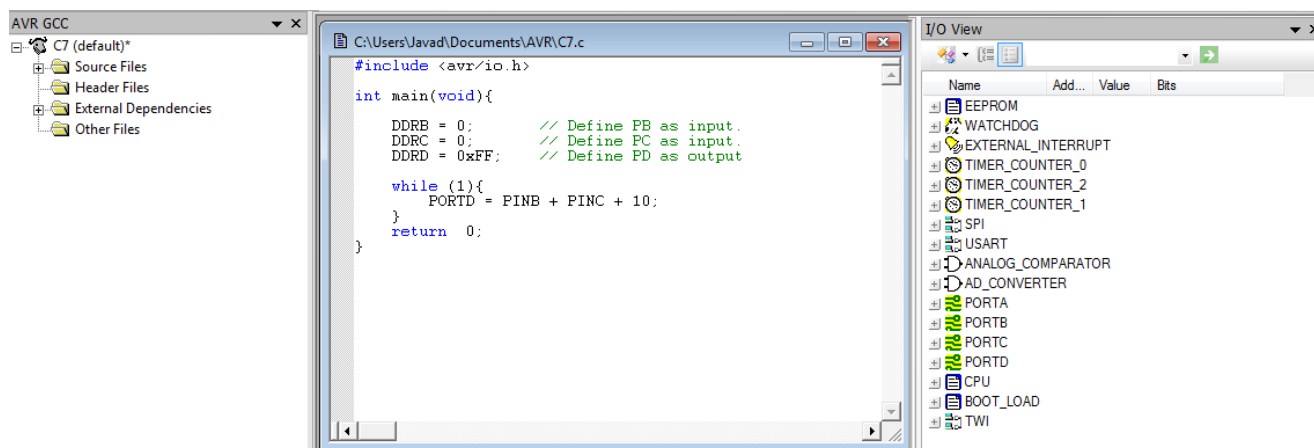 AVR GCC
C7 (default)*
Source Files
Header Files
External Dependencies
Other Files
C:\Users\Javad\Documents\AVR\C7.c
#include <avr/io.h>
int main(void){
DDRB = 0;       // Define PB as input.
DDRC = 0;       // Define PC as input.
DDRD = 0xFF;    // Define PD as output
while (1){
PORTD = PINB + PINC + 10;
}
return  0;
}
I/O View
Name Add... Value Bits
EEPROM
WATCHDOG
EXTERNAL_INTERRUPT
TIMER_COUNTER_0
TIMER_COUNTER_2
TIMER_COUNTER_1
SPI
USART
ANALOG_COMPARATOR
AD_CONVERTER
PORTA
PORTB
PORTC
PORTD
CPU
BOOT_LOAD
TWI